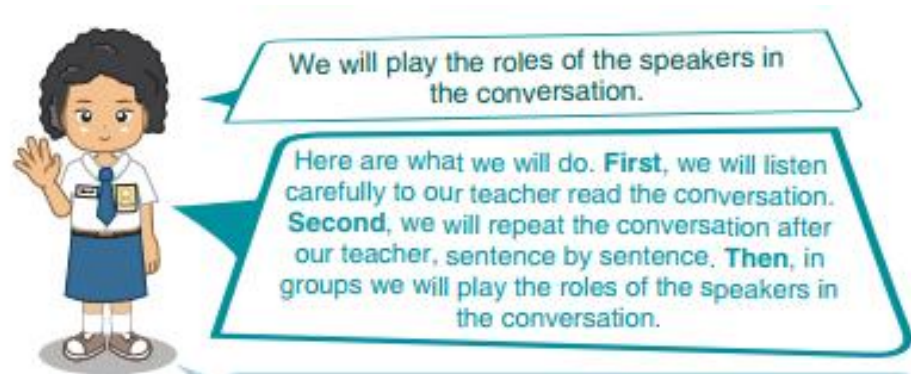 We will play the roles of the speakers in
the conversation.
Here are what we will do. First, we will listen
carefully to our teacher read the conversation.
Second, we will repeat the conversation after
our teacher, sentence by sentence. Then, in
groups we will play the roles of the speakers in
the conversation.